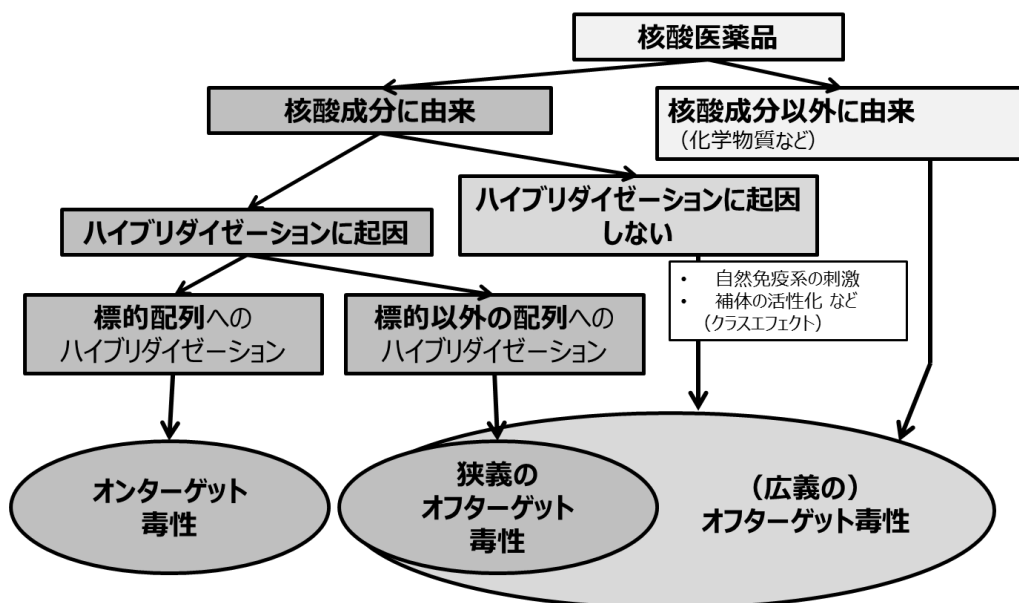 核酸医薬品
核酸成分に由来
核酸成分以外に由来
（化学物質など）
ハイブリダイゼーションに起因
ハイブリダイゼーションに起因
しない
• 自然免疫系の刺激
• 補体の活性化 など
（クラスエフェクト）
標的配列への
ハイブリダイゼーション
標的以外の配列への
ハイブリダイゼーション
オンターゲット
毒性
狭義の
オフターゲット
毒性
（広義の）
オフターゲット毒性